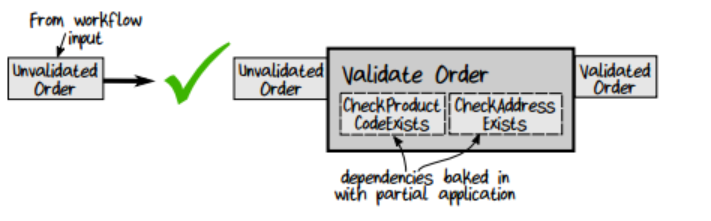 From workflow
input
Unvalidated
Order
Unvalidated
Order
Validate Order
CheckProduct
CodeExists
CheckAddress
Exists
Validated
Order
dependencies baked in
with partial application